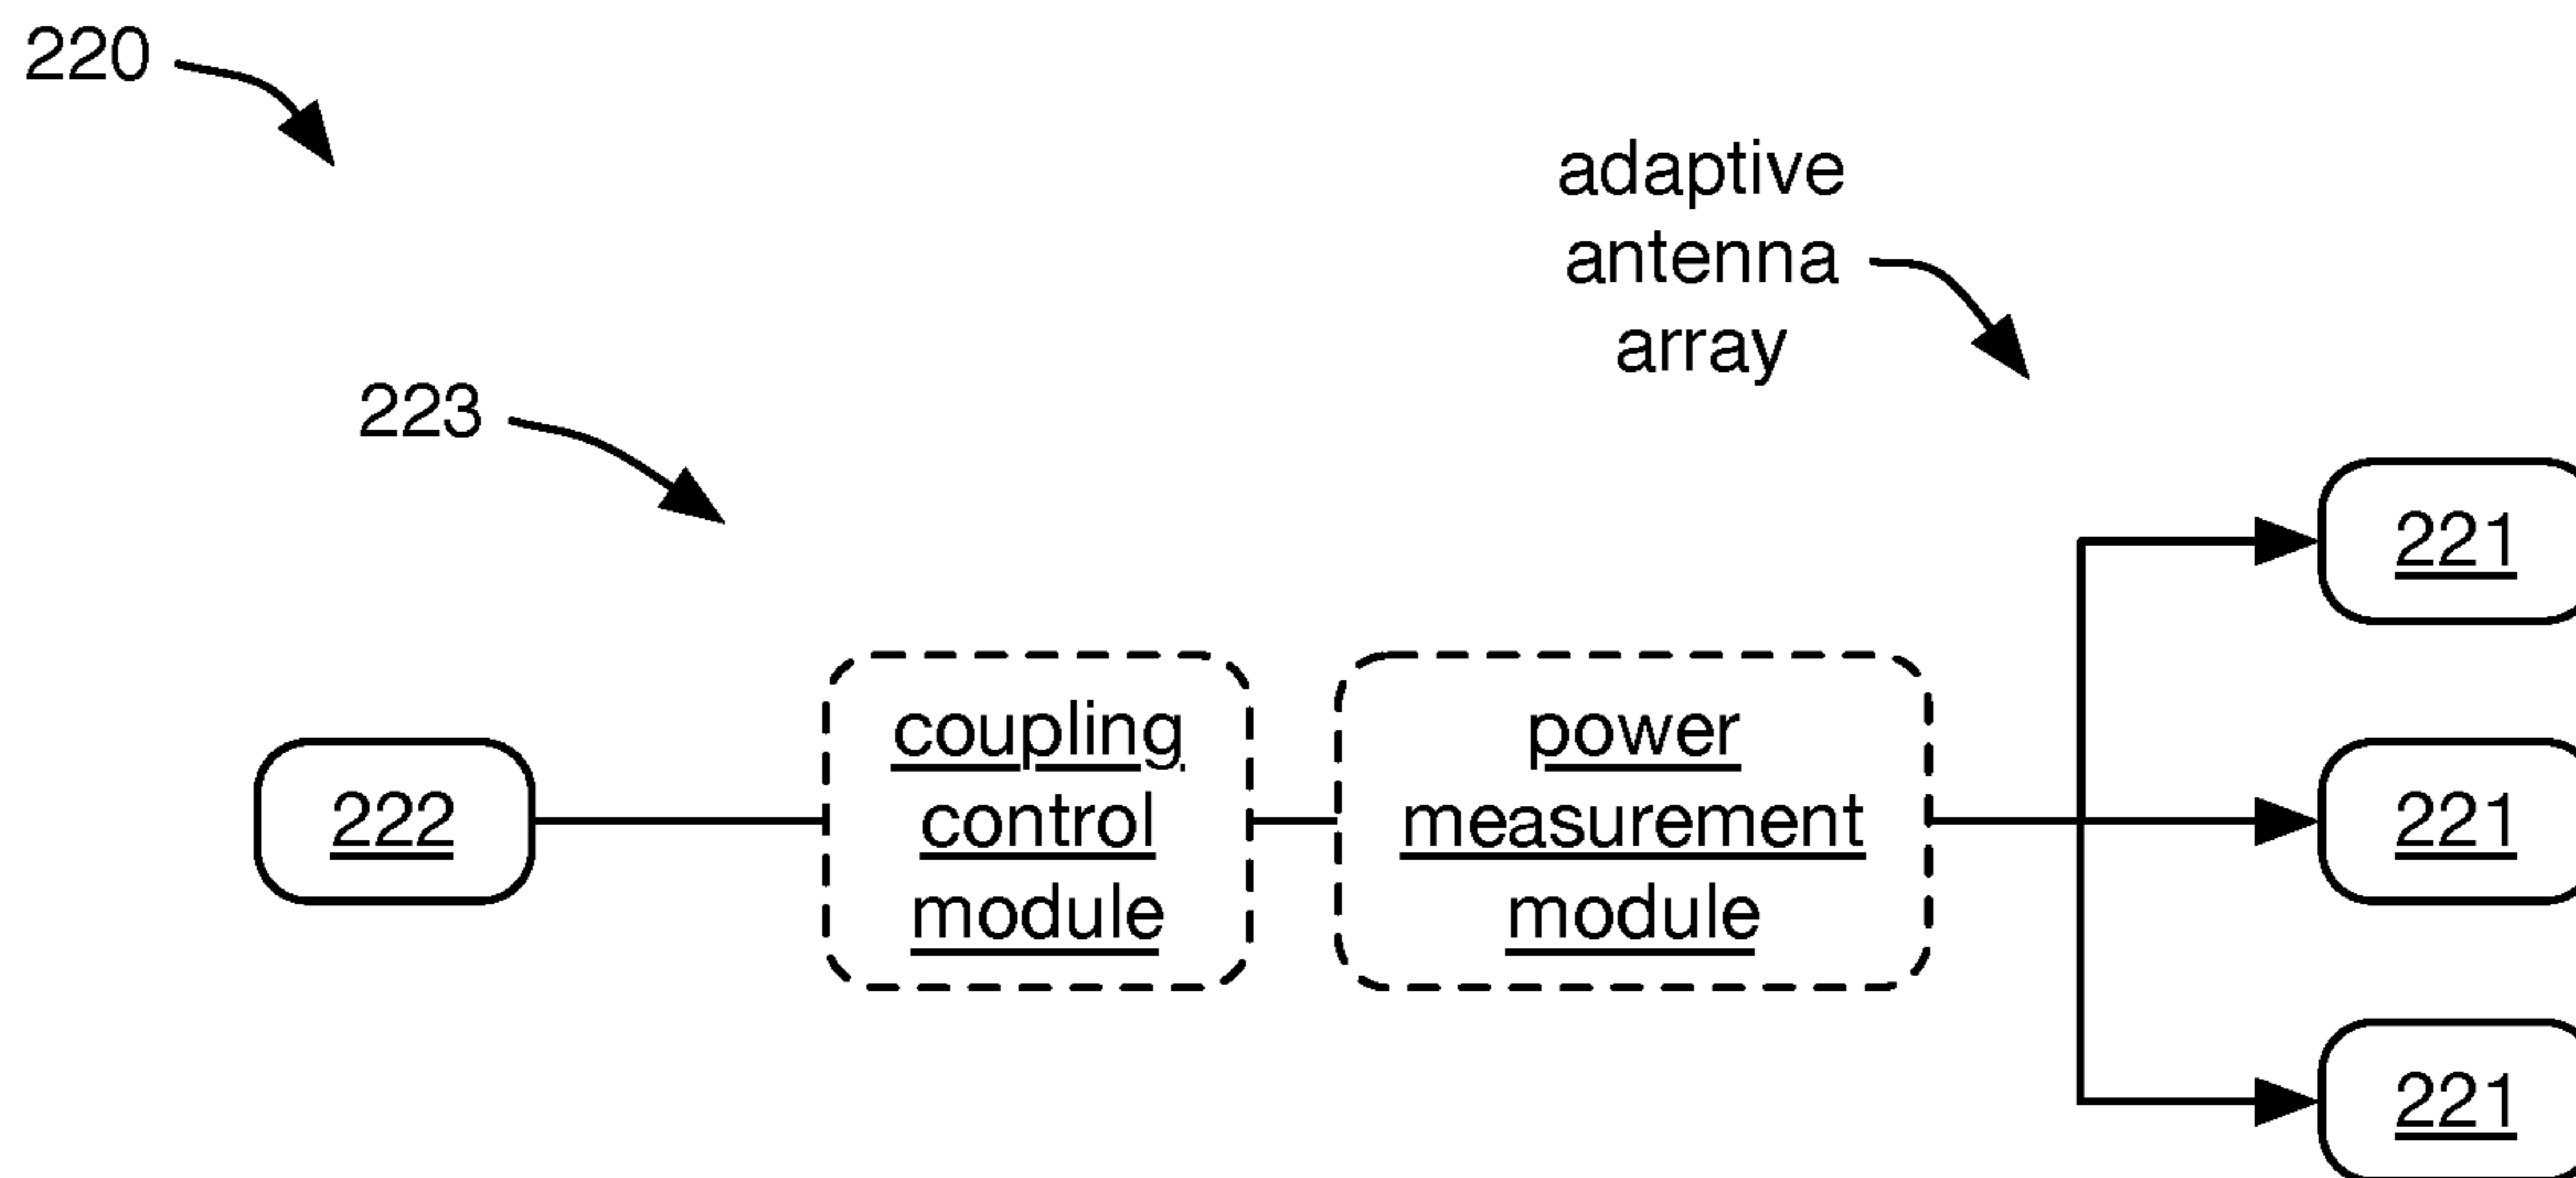 220
adaptive
antenna
array
223
221
222
coupling
control
module
power
measurement
module
221
221